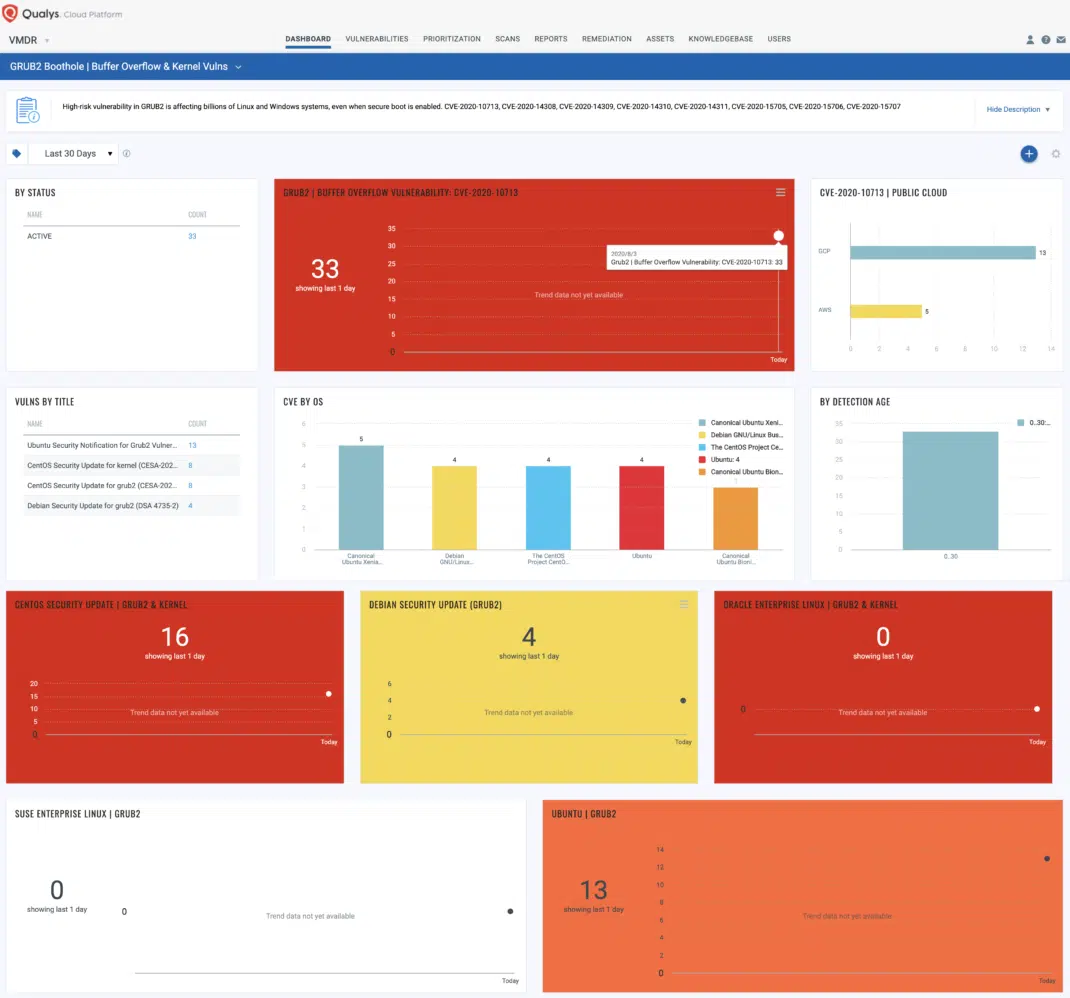 Qualys. Cloud Platform
VMDR
DASHBOARD VULNERABILITIES PRIORITIZATION SCANS REPORTS REMEDIATION ASSETS KNOWLEDGEBASE USERS
GRUB2 Boothole | Buffer Overflow & Kernel Vulns
High-risk vulnerability in GRUB2 is affecting billions of Linux and Windows systems, even when secure boot is enabled. CVE-2020-10713, CVE-2020-14308, CVE-2020-14309, CVE-2020-14310, CVE-2020-14311, CVE-2020-15705, CVE-2020-15706, CVE-2020-15707
Hide Description
Last 30 Days
BY STATUS
NAME COUNT
ACTIVE 33
GRUB2 | BUFFER OVERFLOW VULNERABILITY: CVE-2020-10713
33
showing last 1 day
35
30
25
20
15
10
5
0
2020/8/3
Grub2 | Buffer Overflow Vulnerability: CVE-2020-10713: 33
Trend data not yet available
Today
CVE-2020-10713 | PUBLIC CLOUD
GCP 13
AWS 5
0 2 4 6 8 10 12 14
VULNS BY TITLE
NAME COUNT
Ubuntu Security Notification for Grub2 Vulner... 13
CentOS Security Update for kernel (CESA-202... 8
CentOS Security Update for grub2 (CESA-202... 8
Debian Security Update for grub2 (DSA 4735-2) 4
CVE BY OS
6
5
4
3
2
1
0
5
4
4
4
Canonical Ubuntu Xeni...
Debian GNU/Linux Bus...
The CentOS Project Ce...
Ubuntu: 4
Canonical Ubuntu Bion...
Canonical
Ubuntu Xenia...
Debian
GNU/Linux...
The CentOS
Project CentO...
Ubuntu
Canonical
Ubuntu Bioni...
BY DETECTION AGE
0..30:...
35
30
25
20
15
10
5
0
0..30
CENTOS SECURITY UPDATE | GRUB2 & KERNEL
16
showing last 1 day
20
15
10
5
0
Trend data not yet available
Today
DEBIAN SECURITY UPDATE (GRUB2)
4
showing last 1 day
6
4
2
0
Trend data not yet available
Today
ORACLE ENTERPRISE LINUX | GRUB2 & KERNEL
0
showing last 1 day
0
Trend data not yet available
Today
SUSE ENTERPRISE LINUX | GRUB2
0
showing last 1 day
0
Trend data not yet available
Today
UBUNTU | GRUB2
13
showing last 1 day
14
12
10
8
6
4
2
0
Trend data not yet available
Today